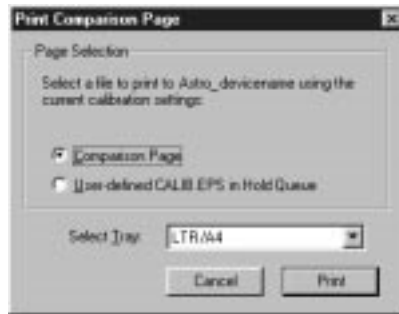 Print Comparison Page
Page Selection
Select a file to print to Astro_devicename using the
current calibration settings:
Comparison Page
User-defined CALIB.EPS in Hold Queue
Select Tray:
LTR/A4
Cancel
Print